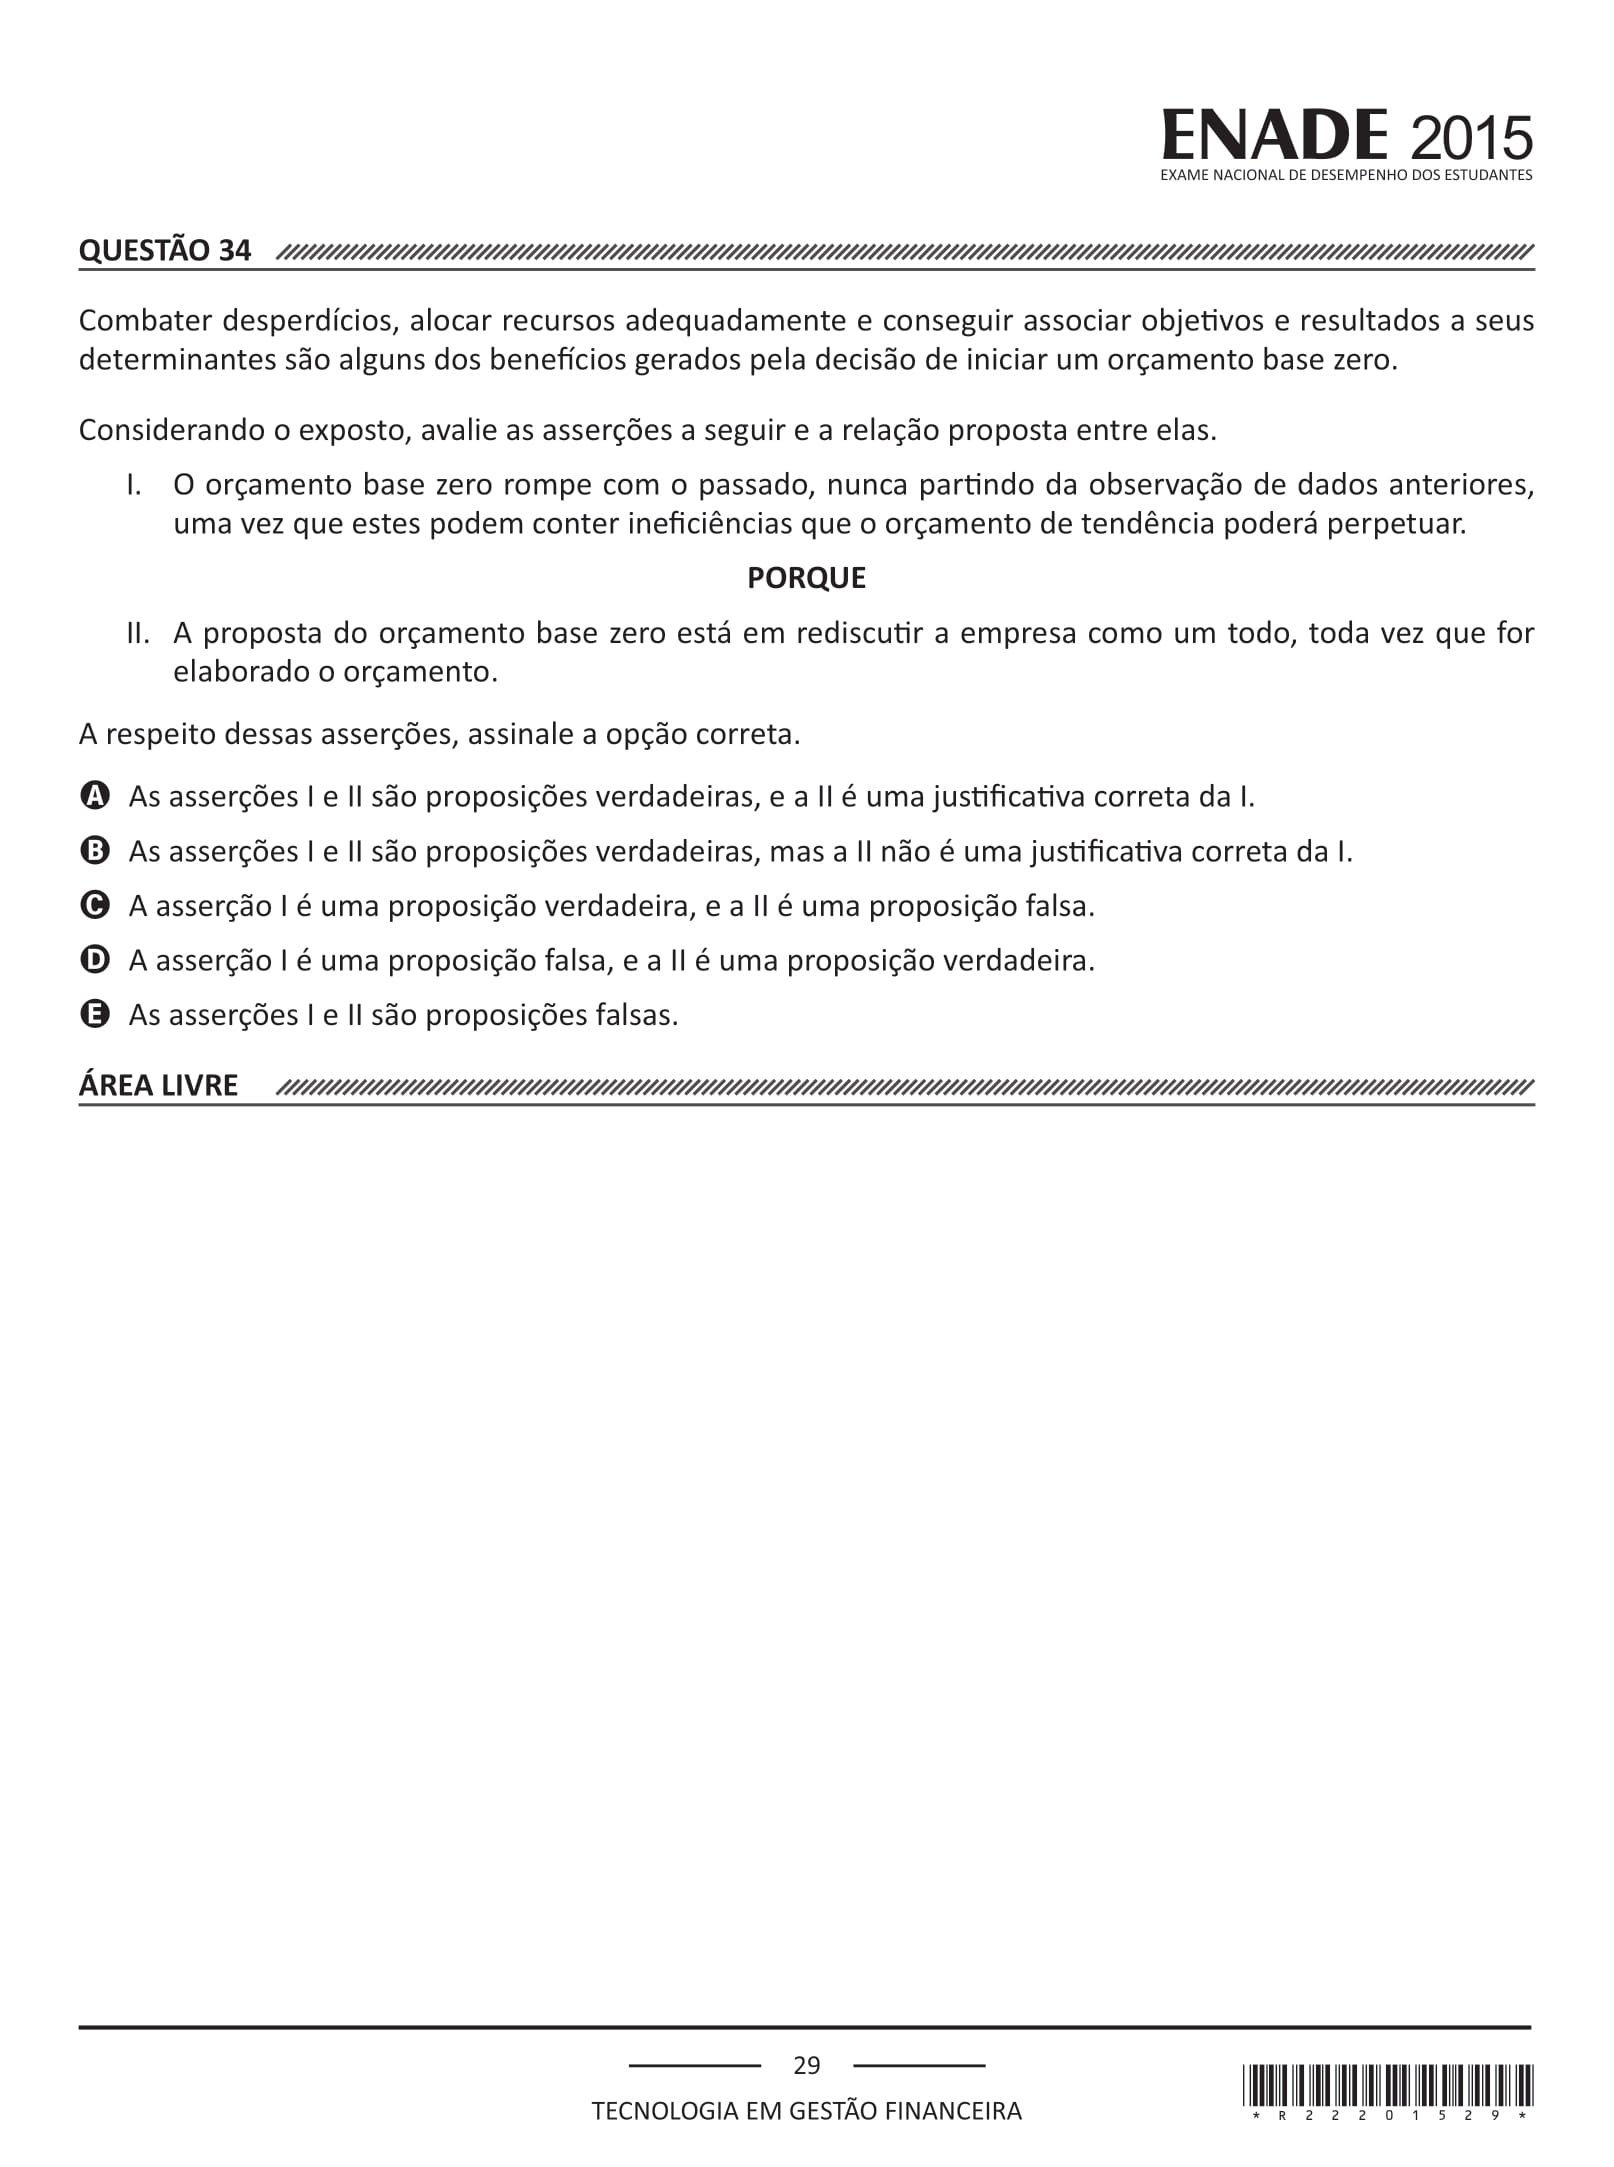 ENADE 2015
EXAME NACIONAL DE DESEMPENHO DOS ESTUDANTES
QUESTÃO 34
Combater desperdícios, alocar recursos adequadamente e conseguir associar objetivos e resultados a seus
determinantes são alguns dos benefícios gerados pela decisão de iniciar um orçamento base zero.
Considerando o exposto, avalie as asserções a seguir e a relação proposta entre elas.
I. O orçamento base zero rompe com o passado, nunca partindo da observação de dados anteriores,
uma vez que estes podem conter ineficiências que o orçamento de tendência poderá perpetuar.
PORQUE
II. A proposta do orçamento base zero está em rediscutir a empresa como um todo, toda vez que for
elaborado o orçamento.
A respeito dessas asserções, assinale a opção correta.
A As asserções I e II são proposições verdadeiras, e a II é uma justificativa correta da I.
B As asserções I e II são proposições verdadeiras, mas a II não é uma justificativa correta da I.
C A asserção I é uma proposição verdadeira, e a II é uma proposição falsa.
D A asserção I é uma proposição falsa, e a II é uma proposição verdadeira.
E As asserções I e II são proposições falsas.
ÁREA LIVRE
29
TECNOLOGIA EM GESTÃO FINANCEIRA
* R 2 2 2 0 1 5 2 9 *